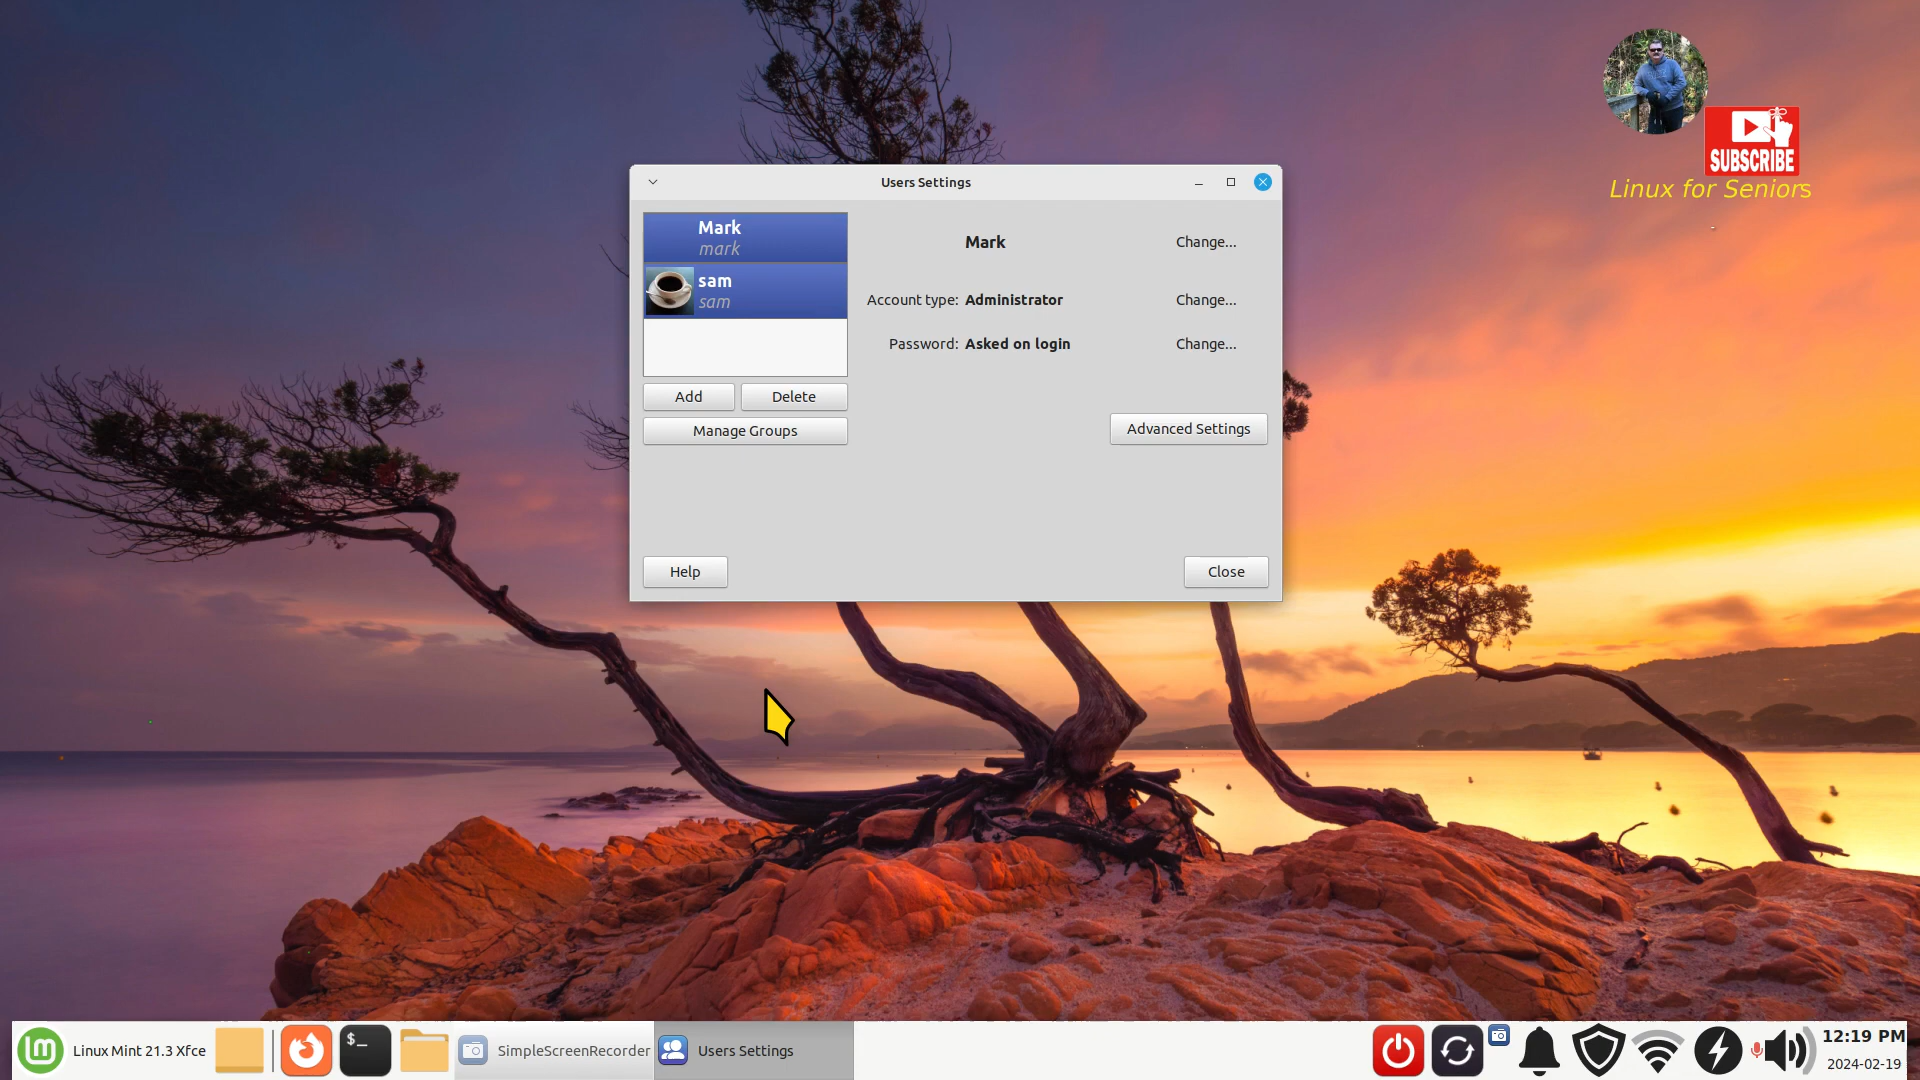 SUBSCRIBE
Linux for Seniors
Users Settings
Mark
mark
sam
sam
Add
Delete
Manage Groups
Mark
Change...
Account type: Administrator
Change...
Password: Asked on login
Change...
Advanced Settings
Help
Close
lm
Linux Mint 21.3 Xfce
$_
SimpleScreenRecorder
Users Settings
12:19 PM
2024-02-19